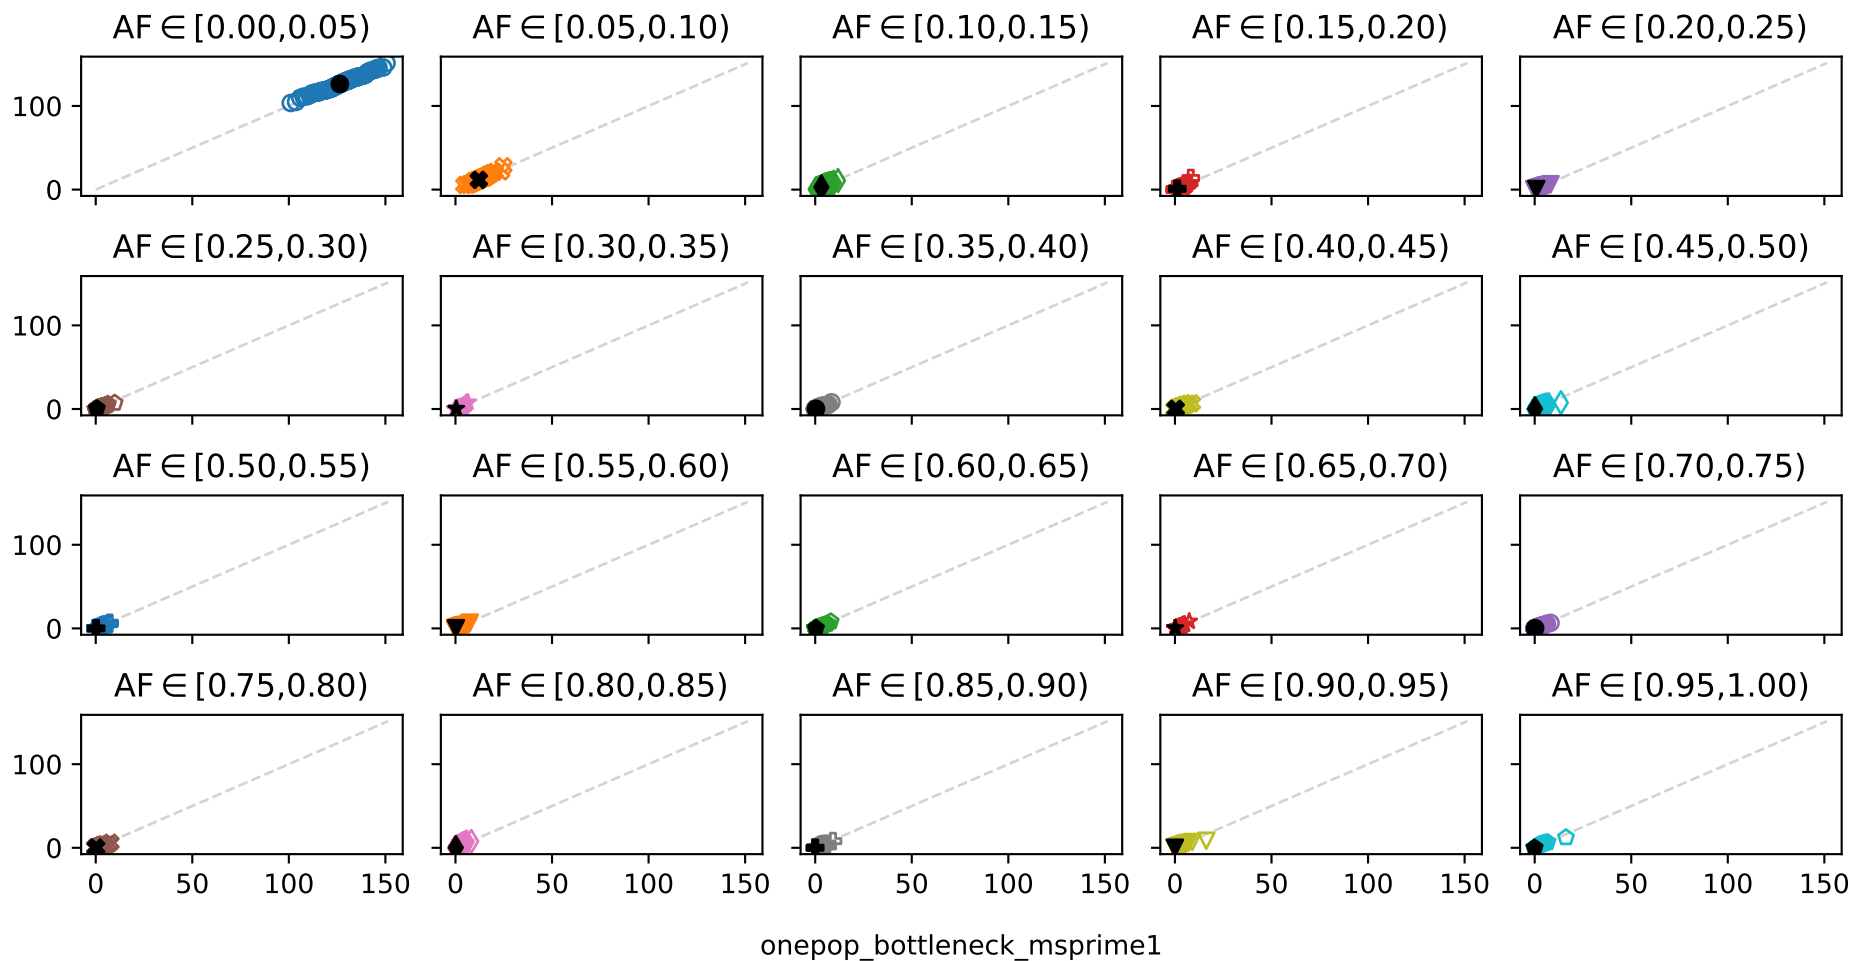 AF ∈ [0.00,0.05) AF ∈ [0.05,0.10) AF ∈ [0.10,0.15) AF ∈ [0.15,0.20) AF ∈ [0.20,0.25)
100
0
AF ∈ [0.25,0.30) AF ∈ [0.30,0.35) AF ∈ [0.35,0.40) AF ∈ [0.40,0.45) AF ∈ [0.45,0.50)
100
0
AF ∈ [0.50,0.55) AF ∈ [0.55,0.60) AF ∈ [0.60,0.65) AF ∈ [0.65,0.70) AF ∈ [0.70,0.75)
100
0
AF ∈ [0.75,0.80) AF ∈ [0.80,0.85) AF ∈ [0.85,0.90) AF ∈ [0.90,0.95) AF ∈ [0.95,1.00)
100
0
0 50 100 150 0 50 100 150 0 50 100 150 0 50 100 150 0 50 100 150
onepop_bottleneck_msprime1